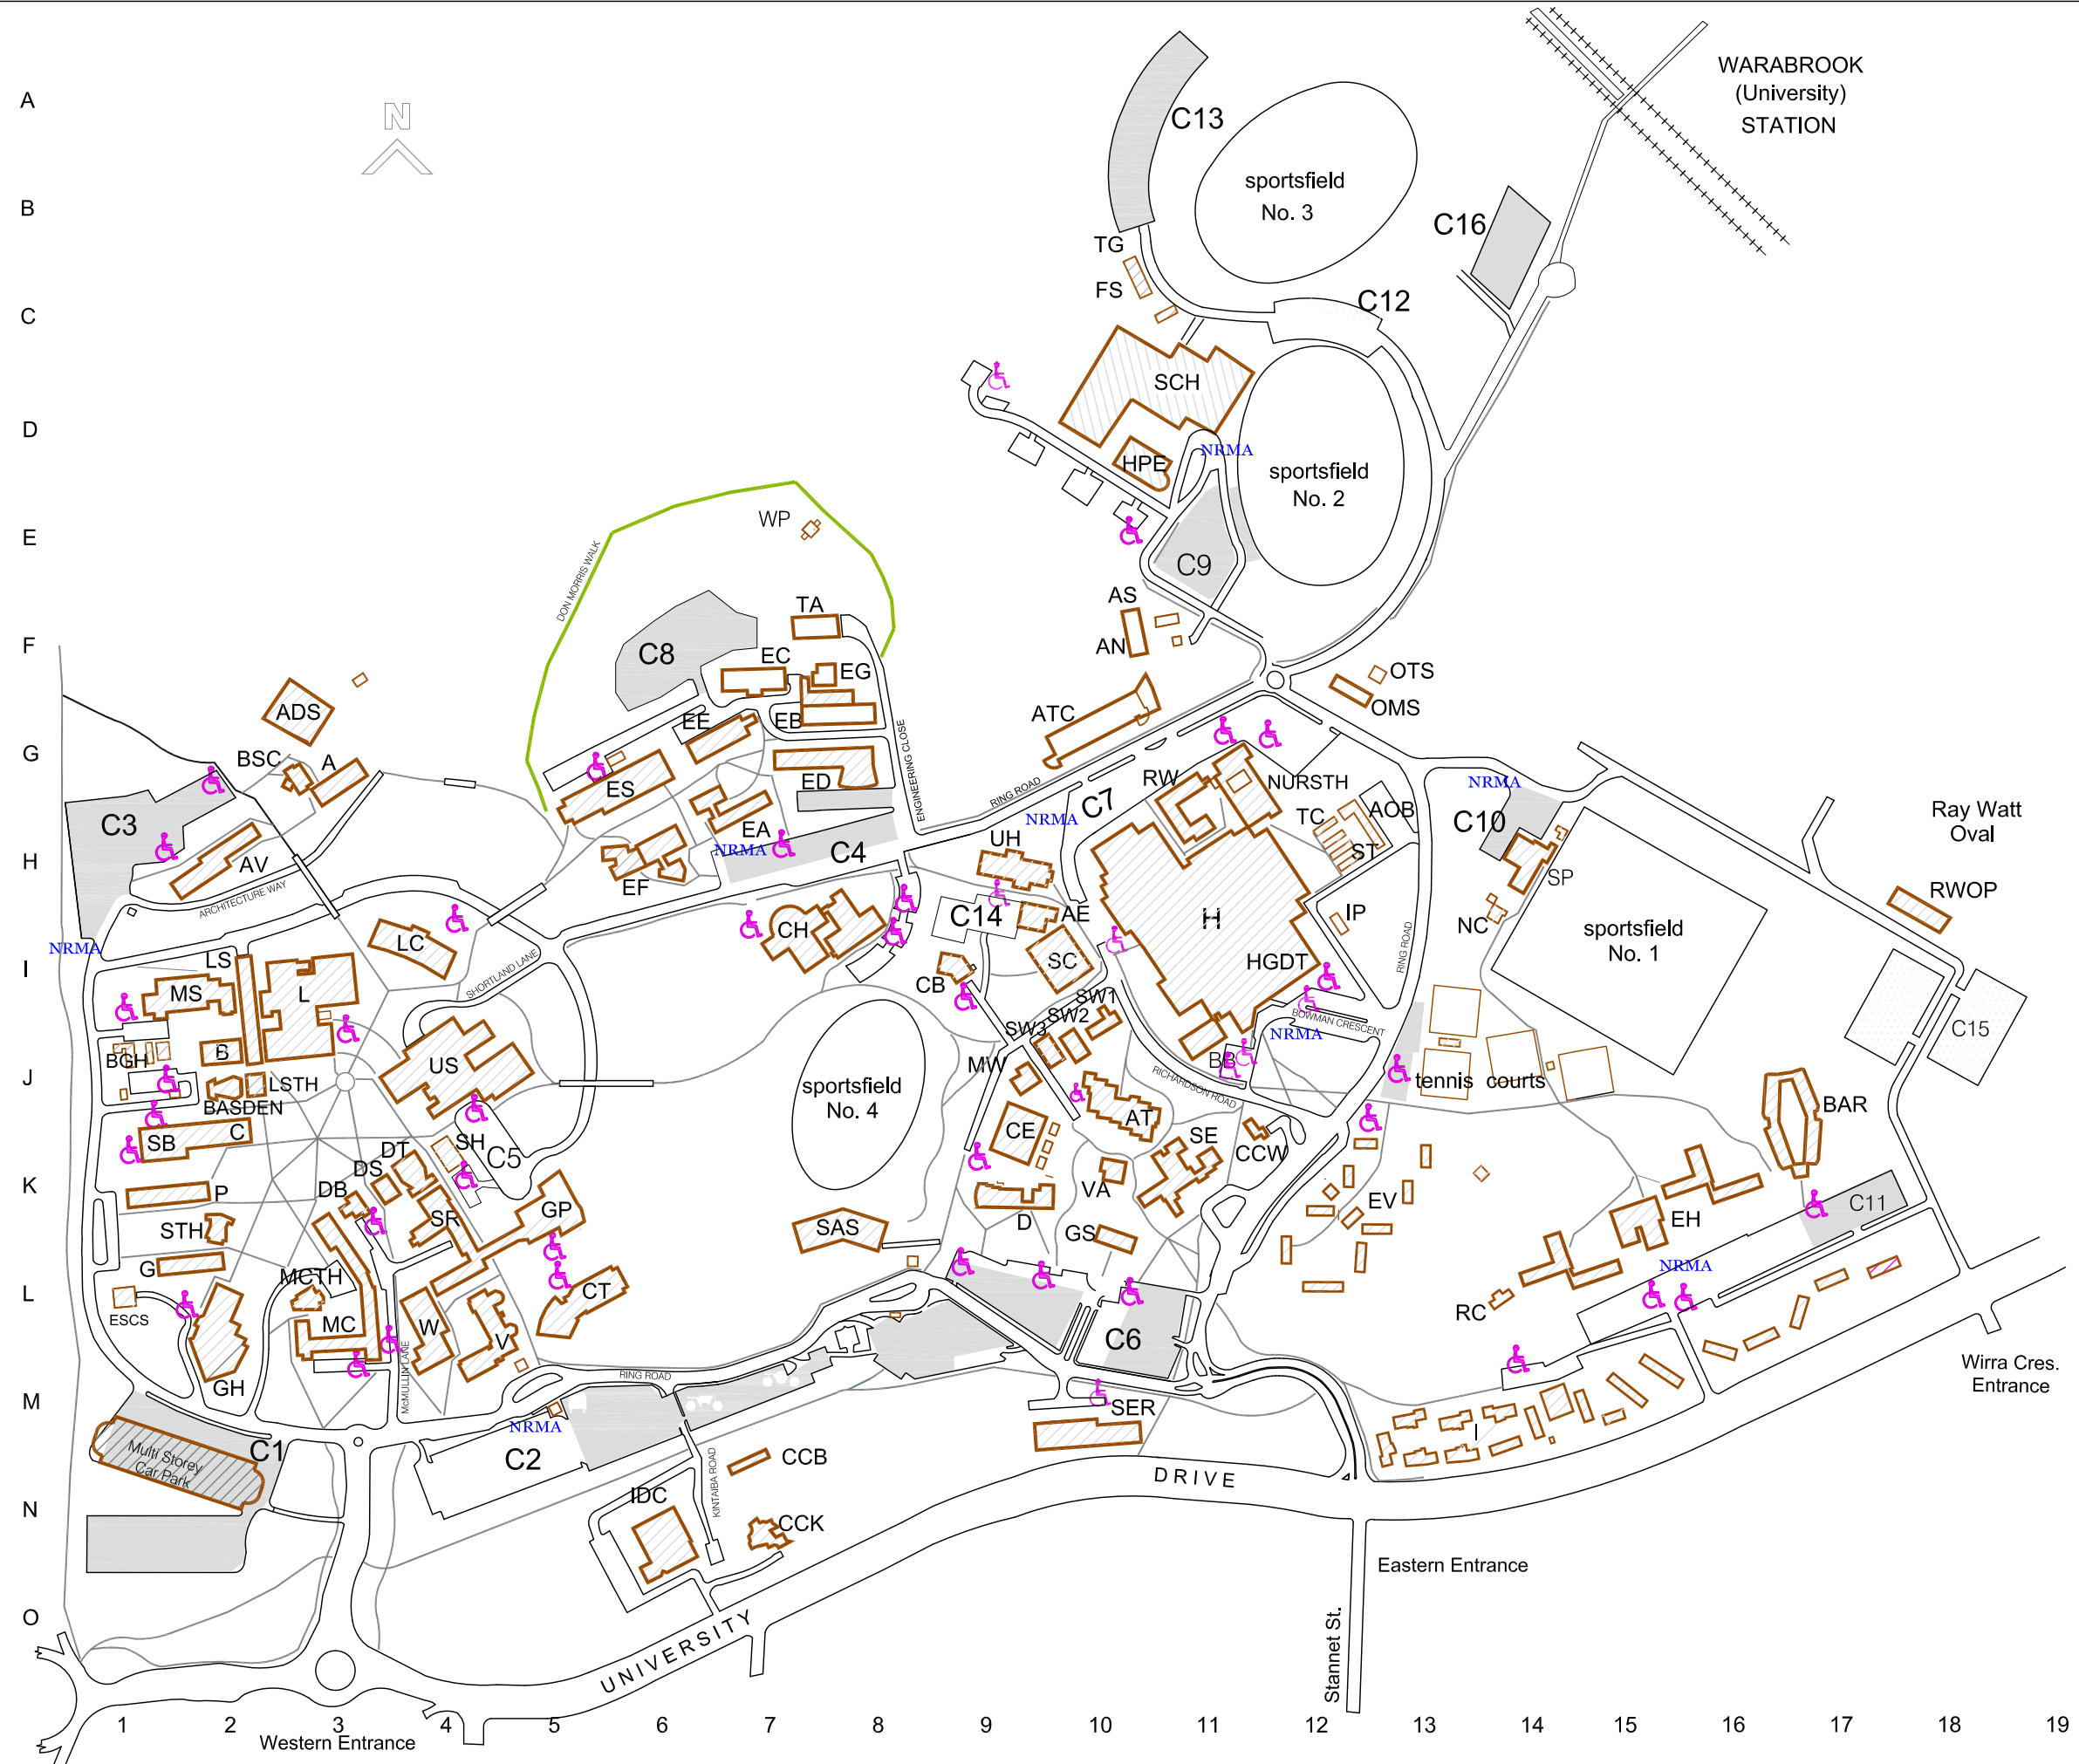 WARABROOK
(University)
STATION
A
N
C13
sportsfield
No. 3
B
C16
TG
FS
C
C12
SCH
D
NRMA
HPE
sportsfield
No. 2
WP
E
DON MORRIS WALK
C9
TA
AS
F
C8
EC
EG
AN
OTS
ADS
EE
EB
ATC
OMS
ENGINEERING CLOSE
G
BSC
A
ED
ES
RW
NURSTH
NRMA
RING ROAD
C7
TC
AOB
C10
Ray Watt
Oval
C3
EA
NRMA
UH
H
AV
NRMA
C4
ST
EF
SP
ARCHITECTURE WAY
RWOP
C14
AE
H
IP
NC
CH
LC
sportsfield
No. 1
NRMA
RING ROAD
I
LS
SC
HGDT
SHORTLAND LANE
MS
L
CB
SW1
SW2
SW3
BOWMAN CRESCENT
NRMA
C15
BGH
B
US
MW
BB
J
LSTH
RICHARDSON ROAD
tennis courts
sportsfield
No. 4
BASDEN
AT
BAR
SB
C
CE
SE
DT
SH
C5
CCW
DS
K
P
DB
VA
EV
C11
STH
SR
GP
SAS
D
GS
EH
G
MCTH
NRMA
L
CT
ESCS
RC
MC
W
V
C6
McMULLIN LANE
Wirra Cres.
Entrance
RING ROAD
GH
M
SER
NRMA
I
C1
Multi Storey
Car Park
C2
CCB
DRIVE
KINTAIBA ROAD
IDC
N
CCK
Eastern Entrance
O
UNIVERSITY
Stannet St.
1 2 3 4 5 6 7 8 9 10 11 12 13 14 15 16 17 18 19
Western Entrance